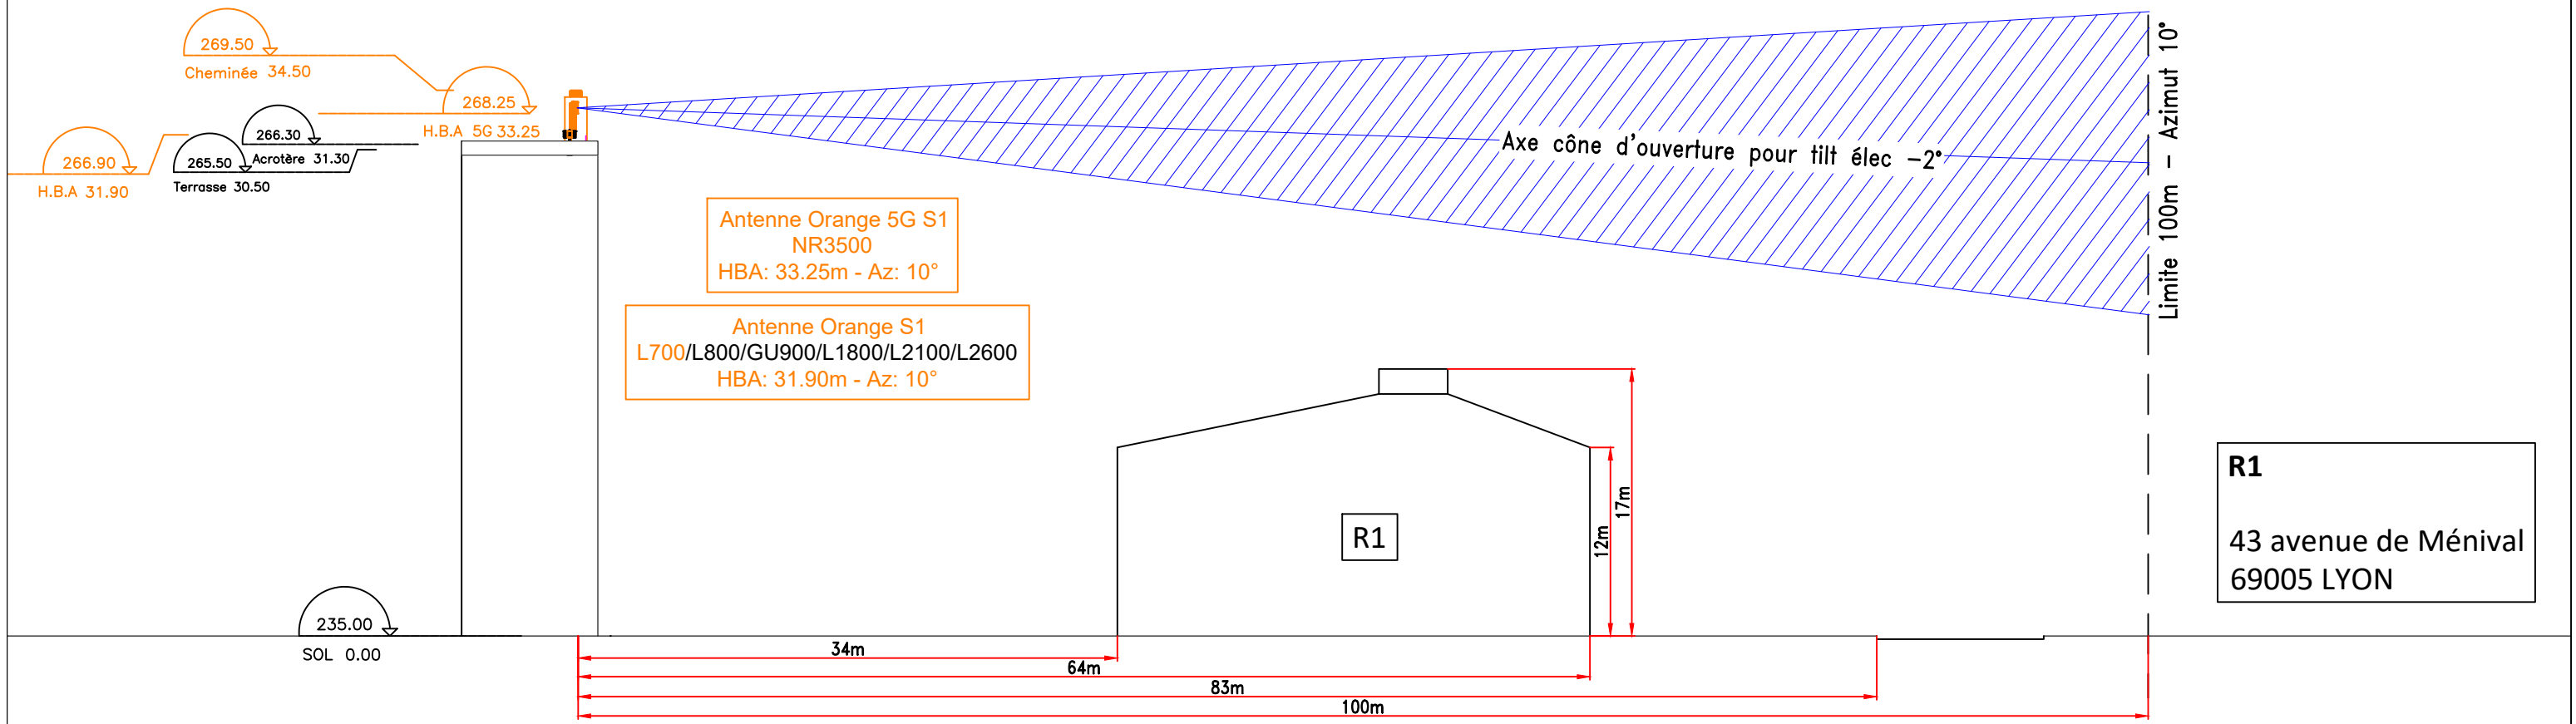 269.50
Cheminée 34.50
268.25
H.B.A 5G 33.25
266.30
Acrotère 31.30
266.90
H.B.A 31.90
265.50
Terrasse 30.50
Axe cône d'ouverture pour tilt élec -2°
Limite 100m - Azimut 10°
Antenne Orange 5G S1
NR3500
HBA: 33.25m - Az: 10°
Antenne Orange S1
L700/L800/GU900/L1800/L2100/L2600
HBA: 31.90m - Az: 10°
R1
12m
17m
R1
43 avenue de Ménival
69005 LYON
235.00
SOL 0.00
34m
64m
83m
100m